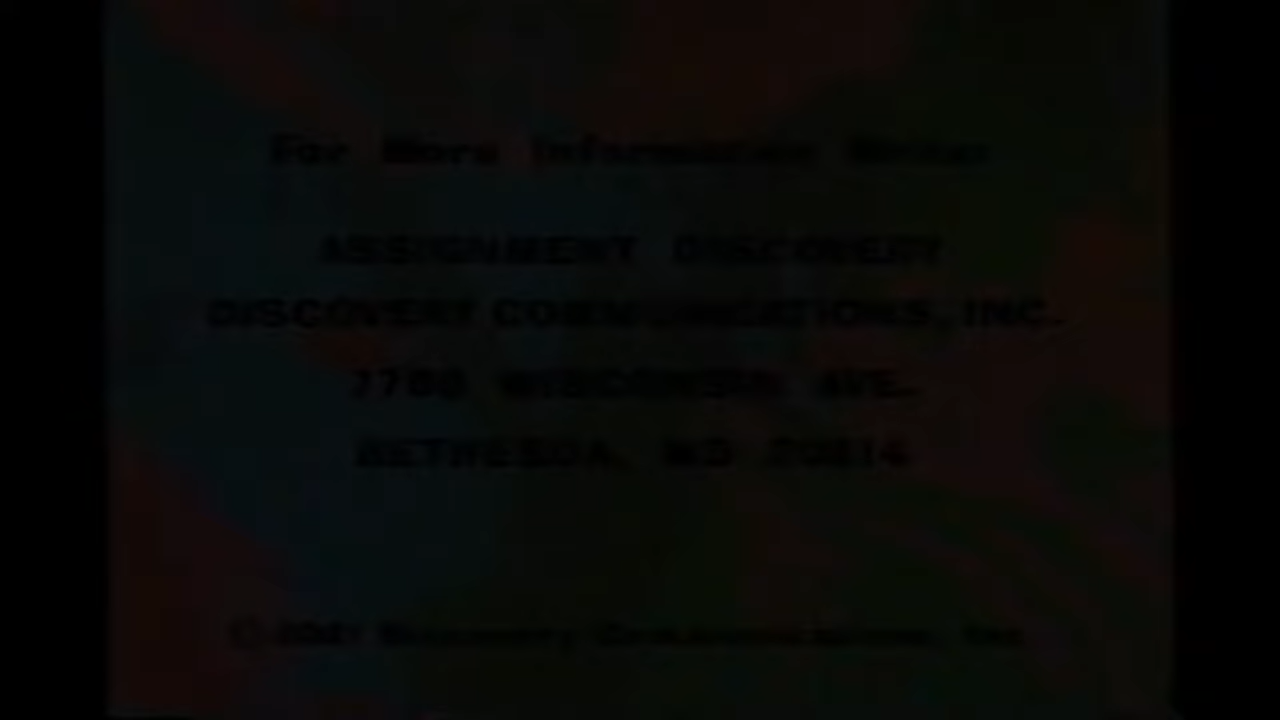 For More Information Write:
ASSIGNMENT DISCOVERY
DISCOVERY COMMUNICATIONS, INC.
7700 WISCONSIN AVE.
BETHESDA, MD 20814
© Discovery Communications, Inc.